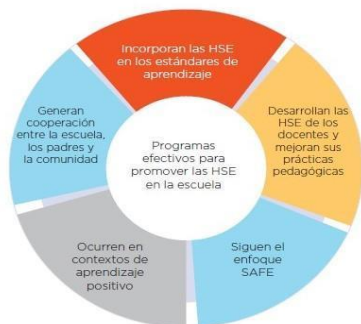 Incorporan las HSE
en los estándares de
aprendizaje
Desarrollan las
HSE de los
docentes y
mejoran sus
prácticas
pedagógicas
Siguen el
enfoque
SAFE
Ocurren en
contextos de
aprendizaje
positivo
Generan
cooperación
entre la escuela,
los padres y
la comunidad
Programas
efectivos para
promover las HSE
en la escuela